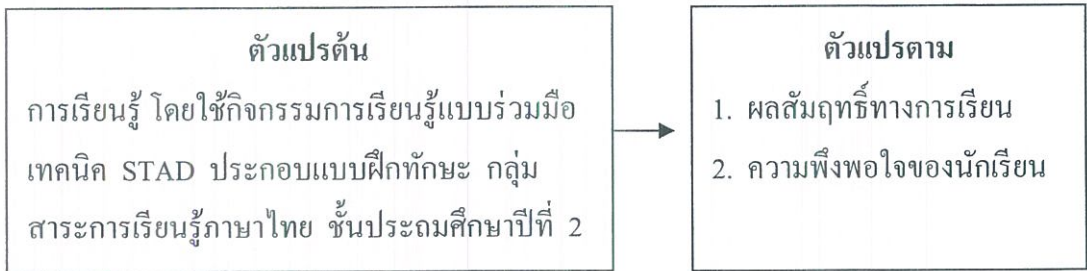 ตัวแปรต้น
การเรียนรู้ โดยใช้กิจกรรมการเรียนรู้แบบร่วมมือ
เทคนิค STAD ประกอบแบบฝึกทักษะ กลุ่ม
สาระการเรียนรู้ภาษาไทย ชั้นประถมศึกษาปีที่ 2
ตัวแปรตาม
1. ผลสัมฤทธิ์ทางการเรียน
2. ความพึงพอใจของนักเรียน